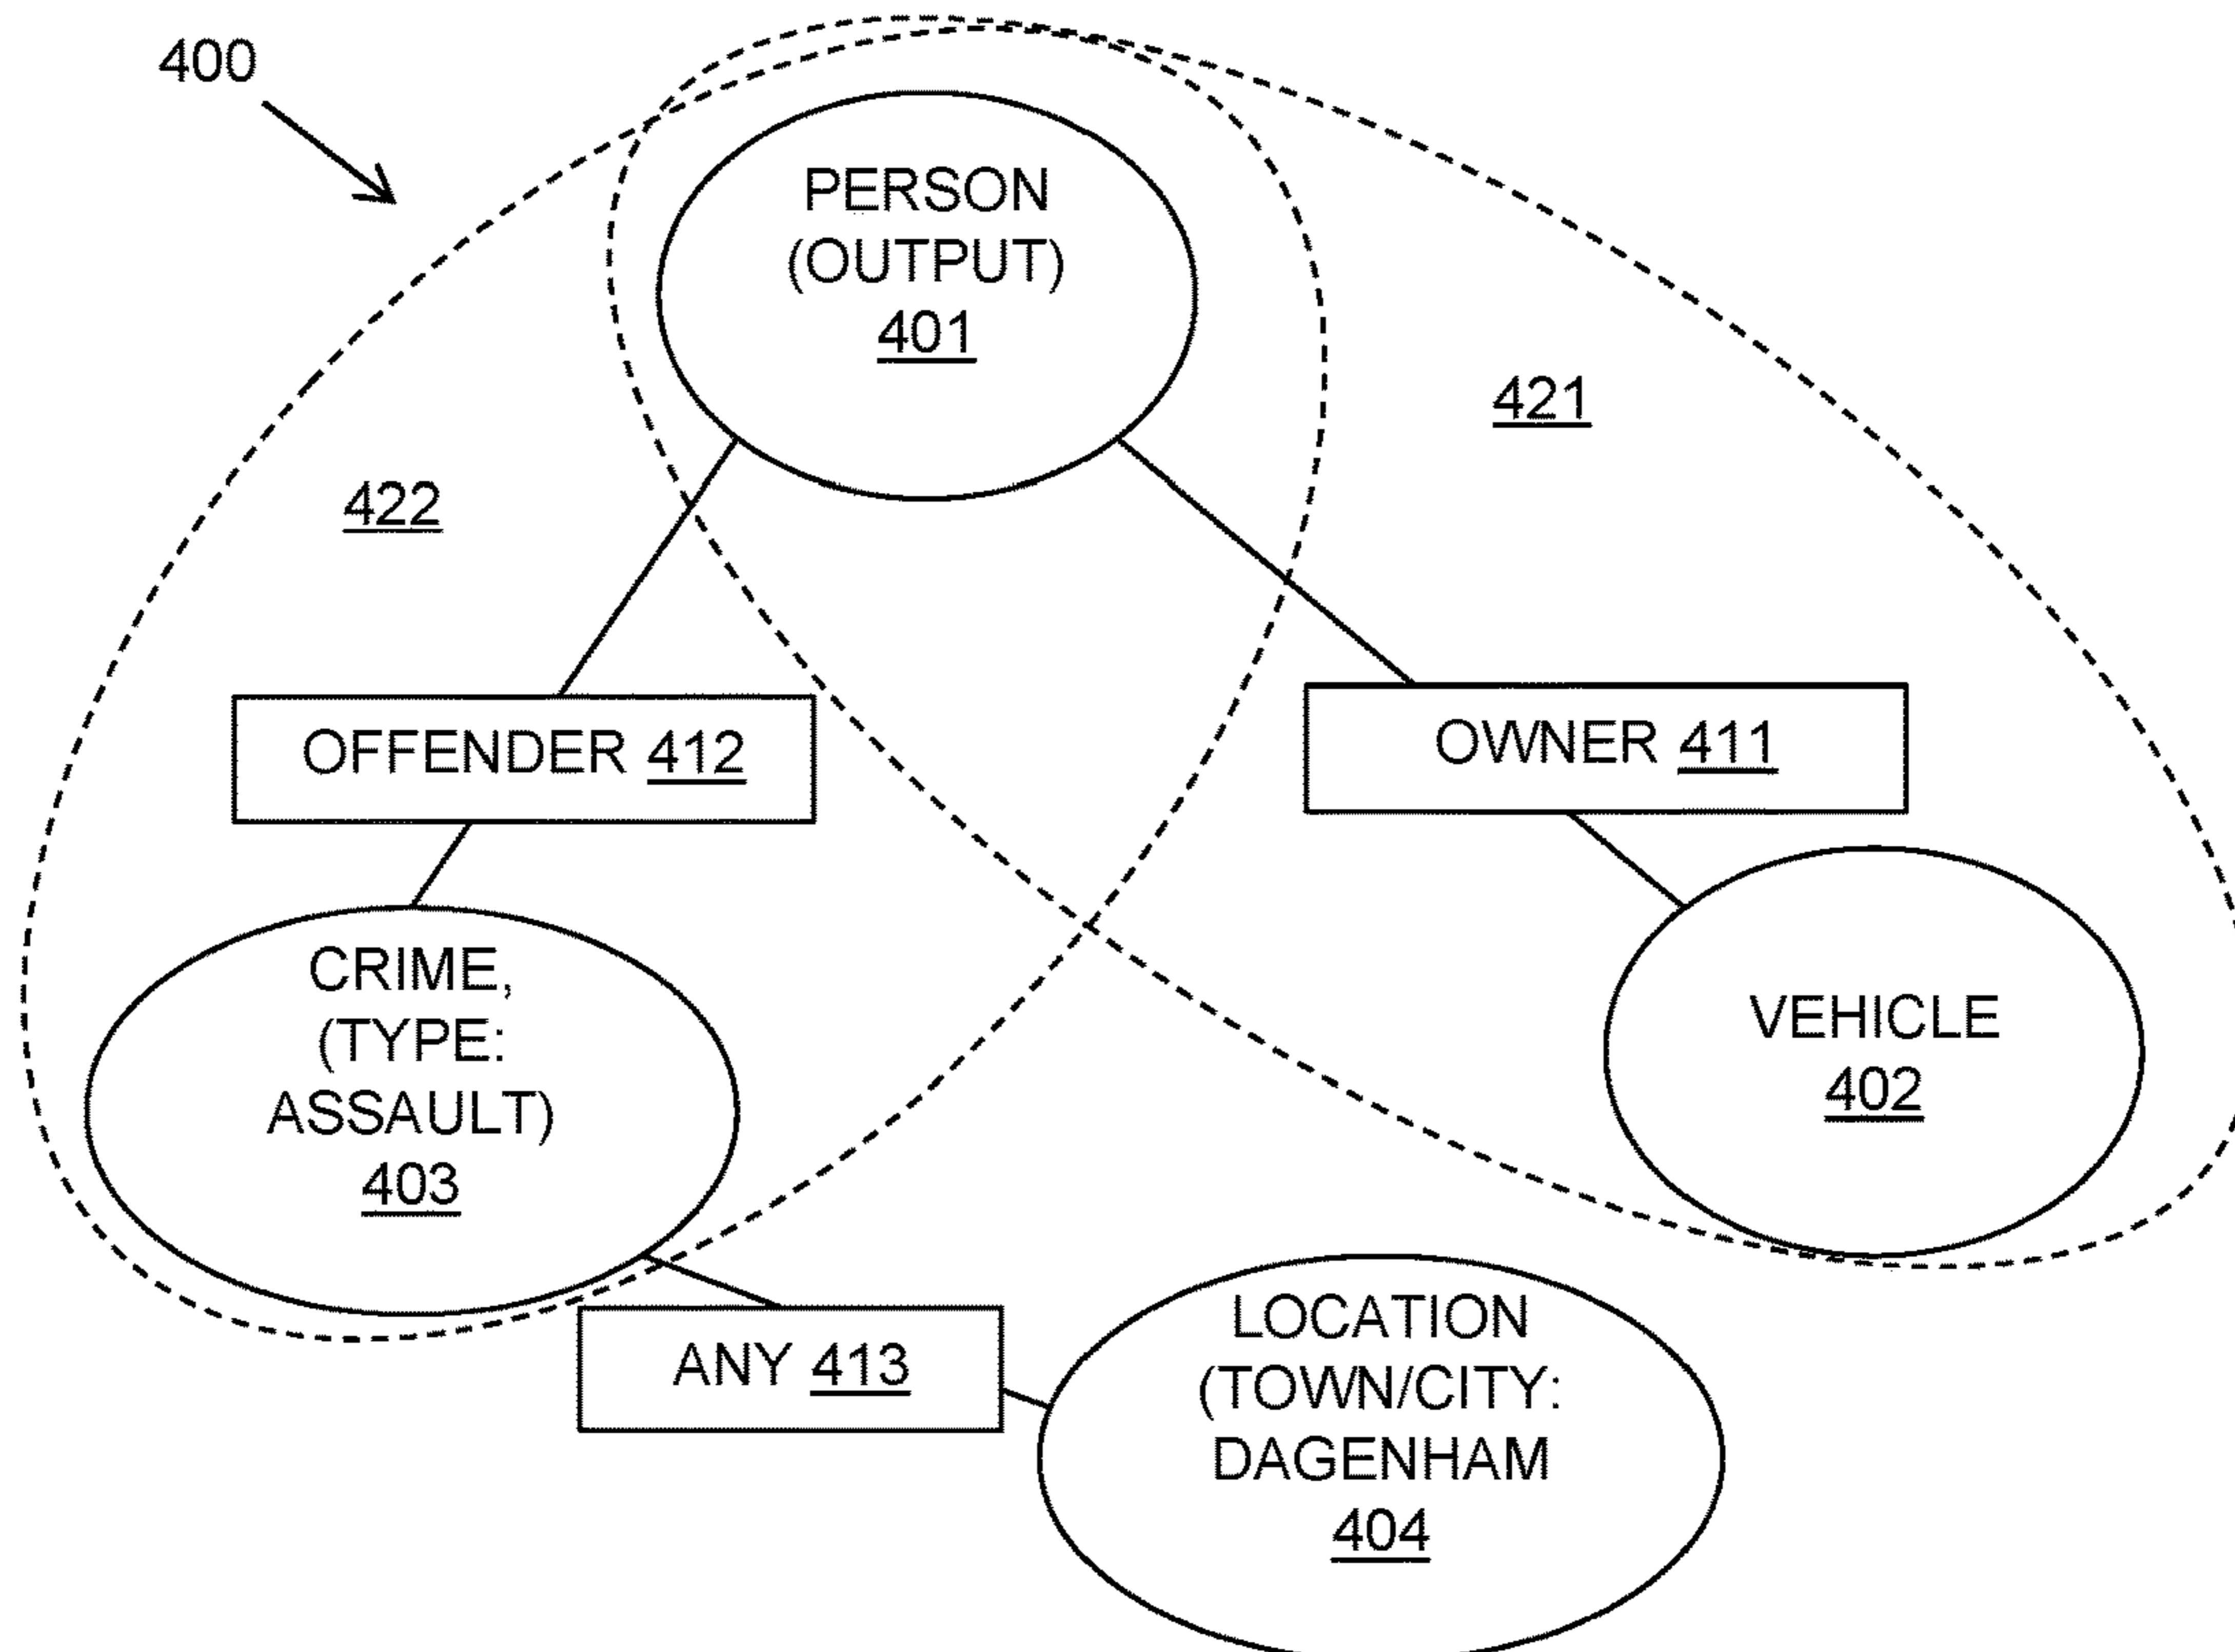 400
PERSON
(OUTPUT)
401
421
422
OFFENDER 412
OWNER 411
CRIME,
(TYPE:
ASSAULT)
403
VEHICLE
402
ANY 413
LOCATION
(TOWN/CITY:
DAGENHAM
404